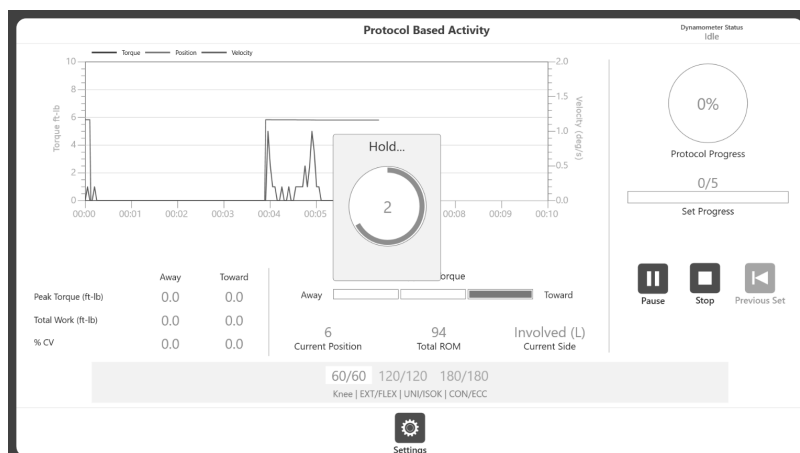 Protocol Based Activity
Dynamometer Status
Idle
Torque Position Velocity
10
8
6
4
2
0
Torque ft-lb
2.0
1.5
1.0
0.5
0.0
Velocity (deg/s)
00:00 00:01 00:02 00:03 00:04 00:05 00:08 00:09 00:10
Hold...
2
0%
Protocol Progress
0/5
Set Progress
Pause Stop Previous Set
Away Toward
Peak Torque (ft-lb) 0.0 0.0
Total Work (ft-lb) 0.0 0.0
% CV 0.0 0.0
orque
Away Toward
6 94 Involved (L)
Current Position Total ROM Current Side
60/60 120/120 180/180
Knee | EXT/FLEX | UNI/ISOK | CON/ECC
Settings